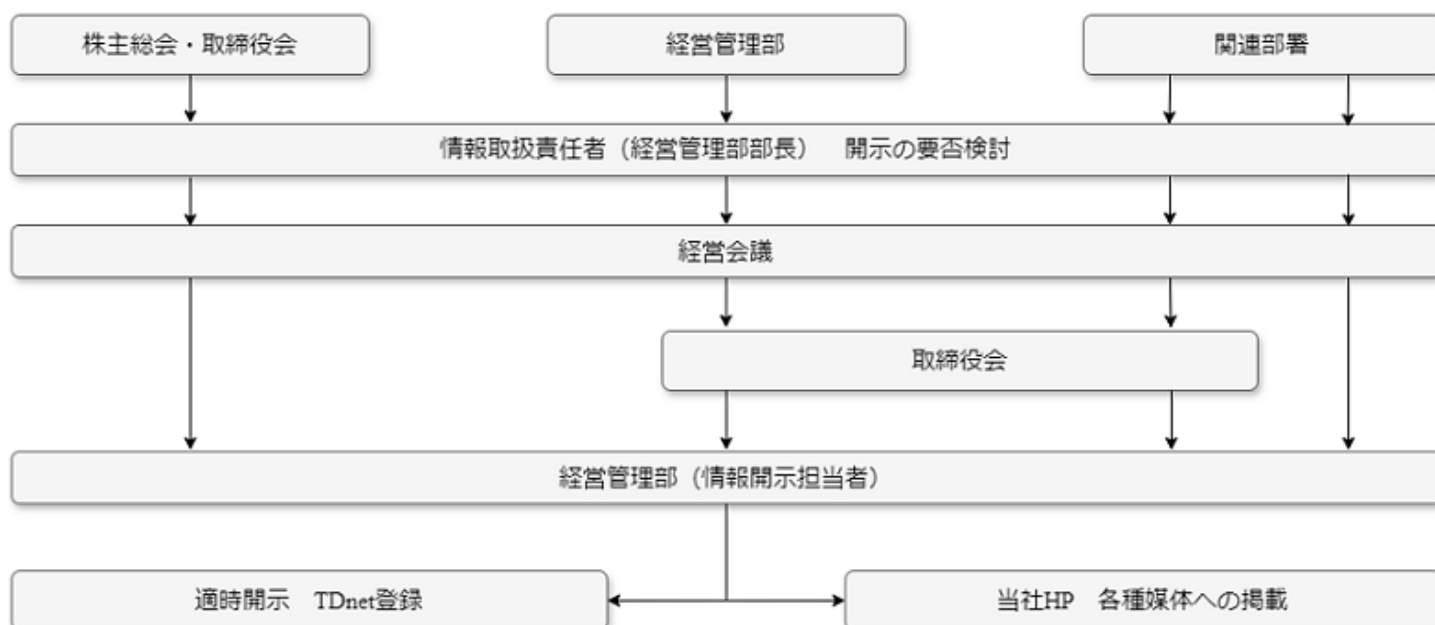 株主総会・取締役会
経営管理部
関連部署
情報取扱責任者（経営管理部部長）　開示の要否検討
経営会議
取締役会
経営管理部（情報開示担当者）
適時開示　TDnet登録
当社HP　各種媒体への掲載